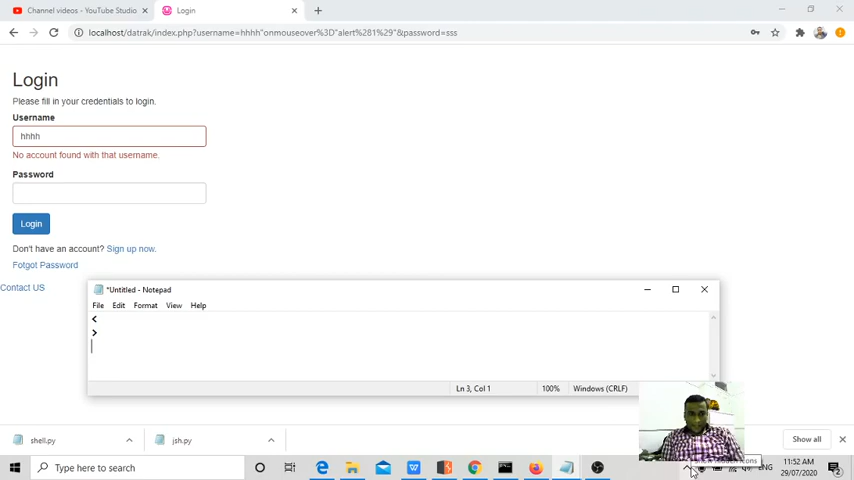 Channel videos - YouTube Studio
Login
localhost/datrak/index.php?username=hhhh"onmouseover%3D"alert%281%29"&password=sss
Login
Please fill in your credentials to login.
Username
hhhh
No account found with that username.
Password
Login
Don't have an account? Sign up now.
Fotgot Password
Contact US
*Untitled - Notepad
File Edit Format View Help
<
>
Ln 3, Col 1 100% Windows (CRLF)
shell.py
jsh.py
Show all
Type here to search
ENG
11:52 AM
29/07/2020
2